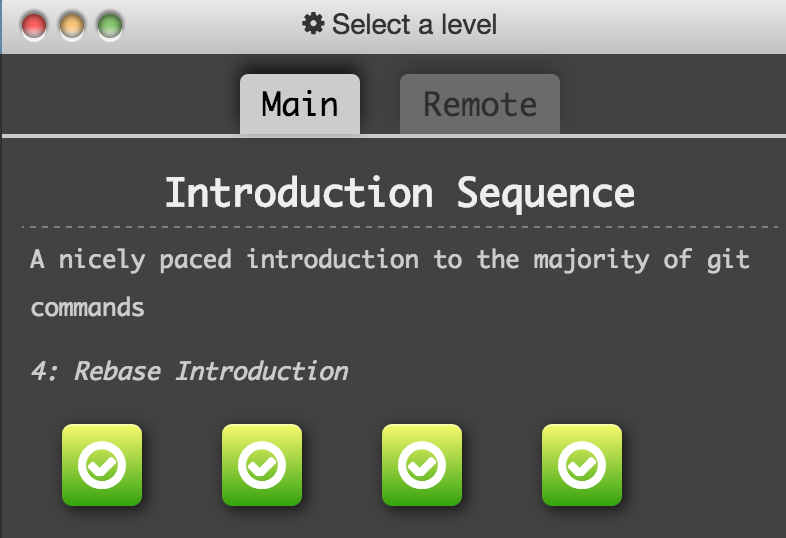 Select a level
Main
Remote
Introduction Sequence
A nicely paced introduction to the majority of git
commands
4: Rebase Introduction